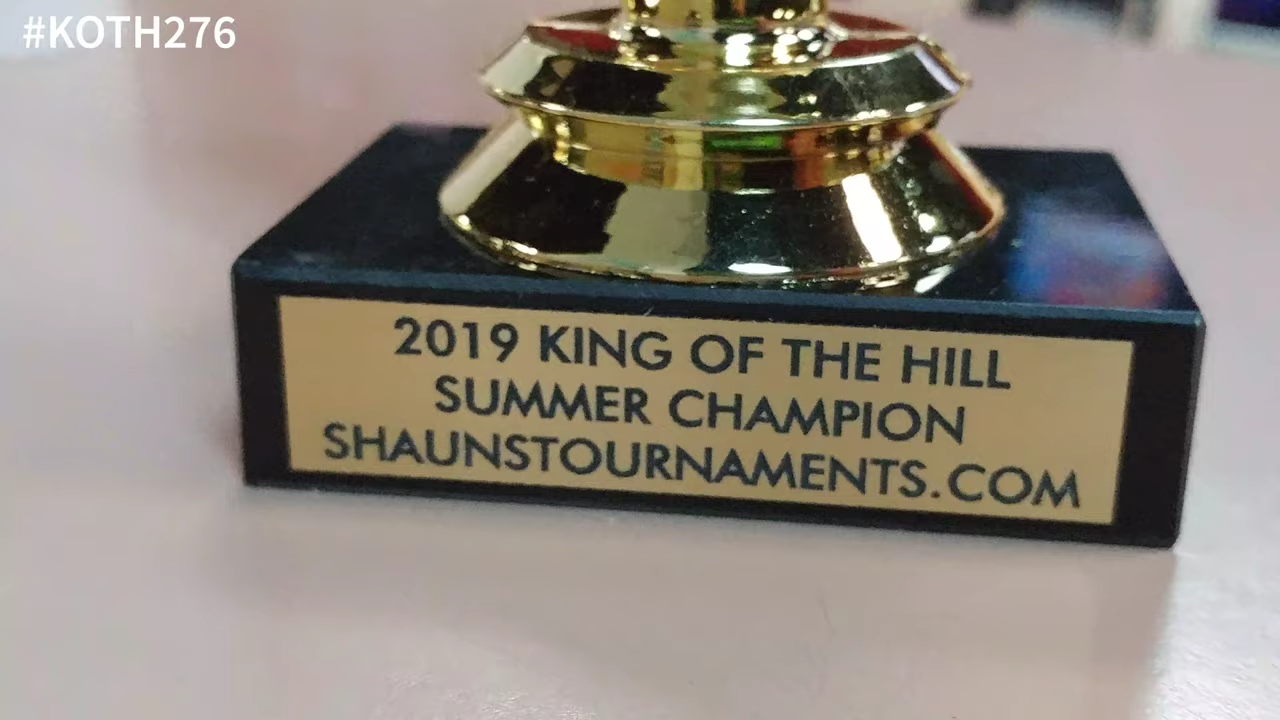 #KOTH276
2019 KING OF THE HILL
SUMMER CHAMPION
SHAUNSTOURNAMENTS.COM